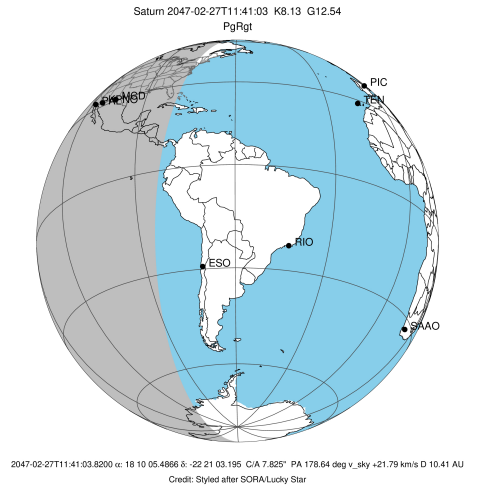 Saturn 2047-02-27T11:41:03 K8.13 G12.54
PgRgt
PIC
TEN
MGD
RIO
ESO
SAAO
2047-02-27T11:41:03.8200 α: 18 10 05.4866 δ: -22 21 03.195 C/A 7.825" PA 178.64 deg v_sky +21.79 km/s D 10.41 AU
Credit: Styled after SORA/Lucky Star